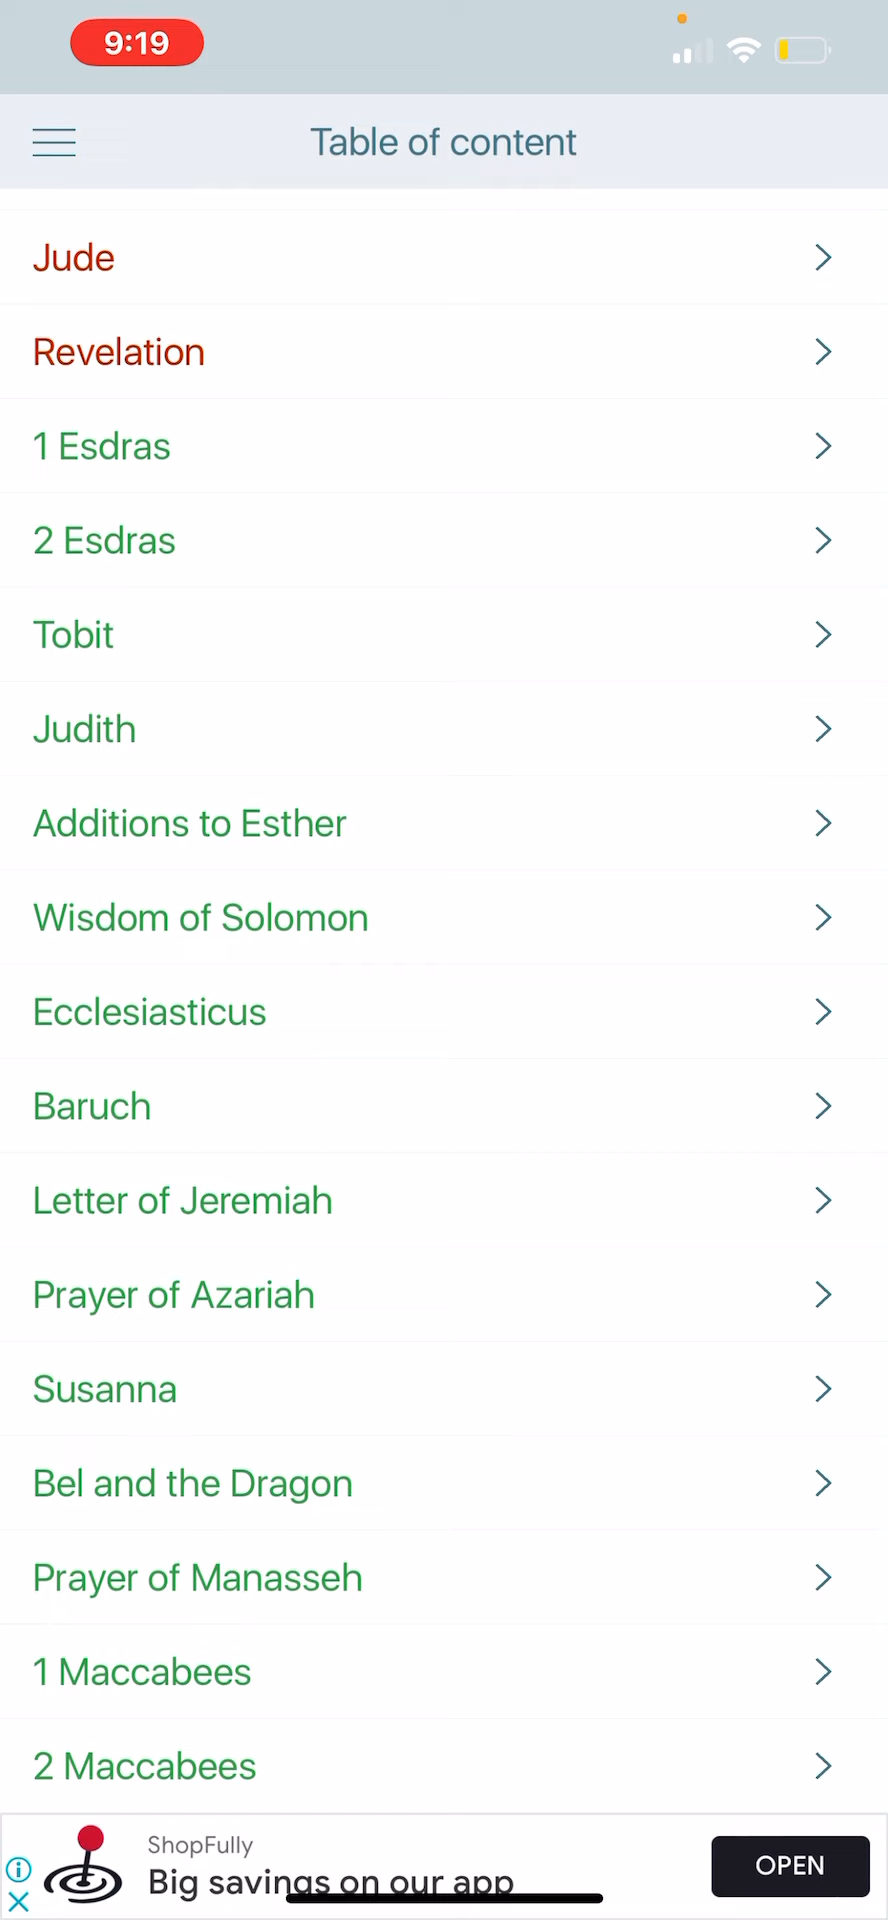 9:19
Table of content
Jude
Revelation
1 Esdras
2 Esdras
Tobit
Judith
Additions to Esther
Wisdom of Solomon
Ecclesiasticus
Baruch
Letter of Jeremiah
Prayer of Azariah
Susanna
Bel and the Dragon
Prayer of Manasseh
1 Maccabees
2 Maccabees
ShopFully
Big savings on our app
OPEN